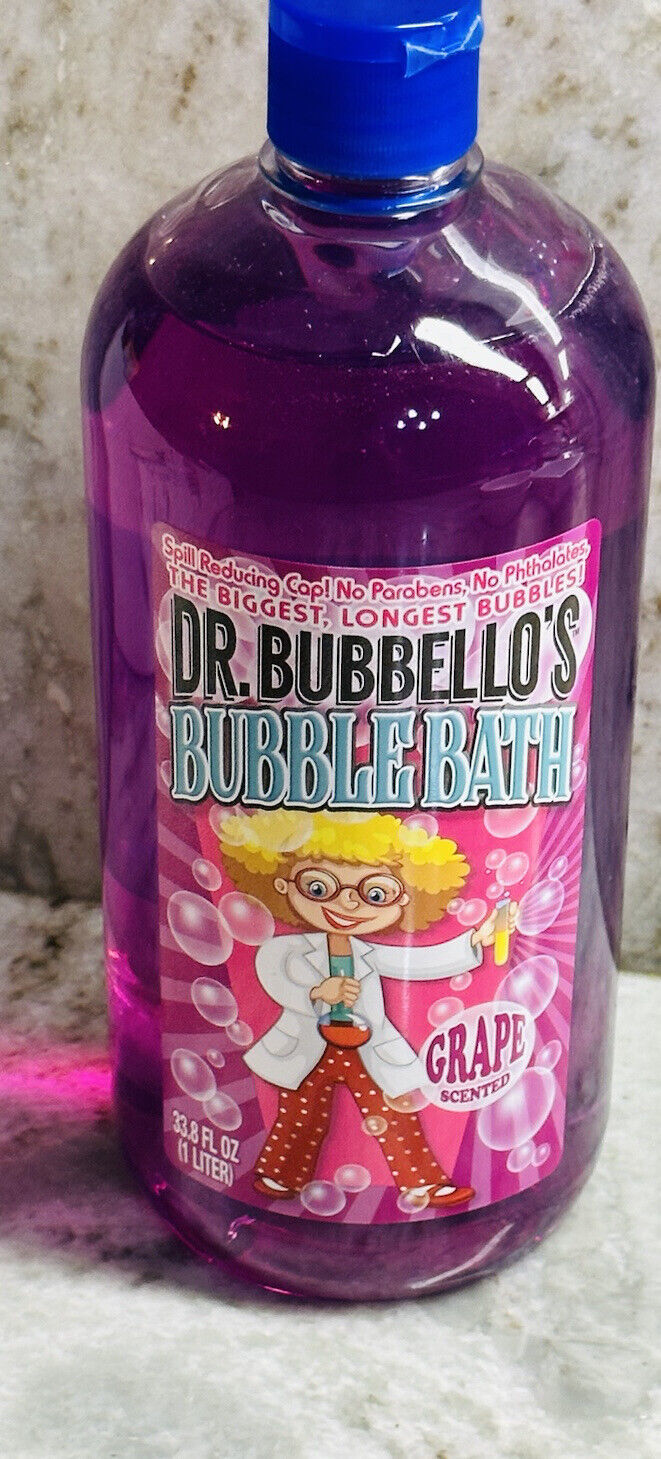 Spill Reducing Cap! No Parabens, No Phthalates,
THE BIGGEST, LONGEST BUBBLES!
DR. BUBBELLO'S™
BUBBLE BATH
GRAPE
SCENTED
33.8 FL OZ
(1 LITER)